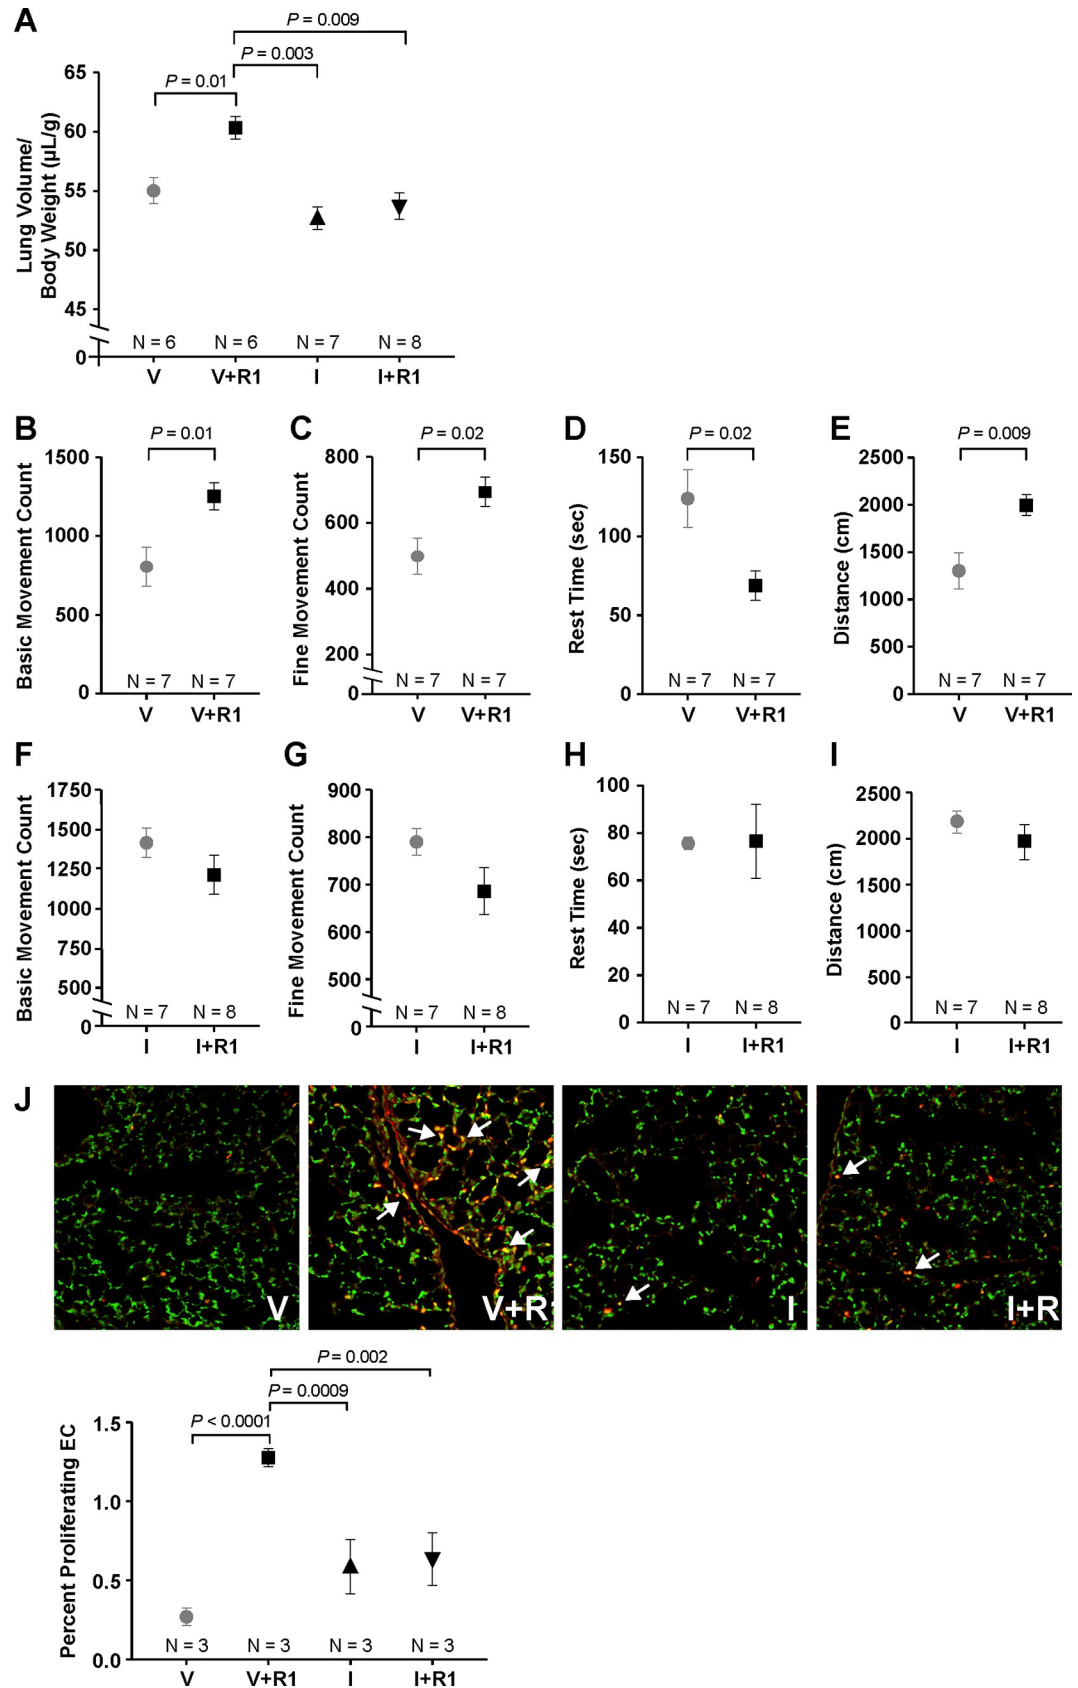 A
P = 0.009
P = 0.003
P = 0.01
Lung Volume/
Body Weight (µL/g)
65
60
55
50
45
0
N = 6 N = 6 N = 7 N = 8
V V+R1 I I+R1
B
P = 0.01
Basic Movement Count
1500
1000
500
0
N = 7 N = 7
V V+R1
C
P = 0.02
Fine Movement Count
800
600
400
200
0
N = 7 N = 7
V V+R1
D
P = 0.02
Rest Time (sec)
150
100
50
0
N = 7 N = 7
V V+R1
E
P = 0.009
Distance (cm)
2500
2000
1500
1000
500
0
N = 7 N = 7
V V+R1
F
Basic Movement Count
1750
1500
1250
1000
750
500
0
N = 7 N = 8
I I+R1
G
Fine Movement Count
900
800
700
600
500
0
N = 7 N = 8
I I+R1
H
Rest Time (sec)
100
80
60
40
20
0
N = 7 N = 8
I I+R1
I
Distance (cm)
2500
2000
1500
1000
500
0
N = 7 N = 8
I I+R1
J
V V+R I I+R
P = 0.002
P = 0.0009
P < 0.0001
Percent Proliferating EC
1.5
1.0
0.5
0.0
N = 3 N = 3 N = 3 N = 3
V V+R1 I I+R1